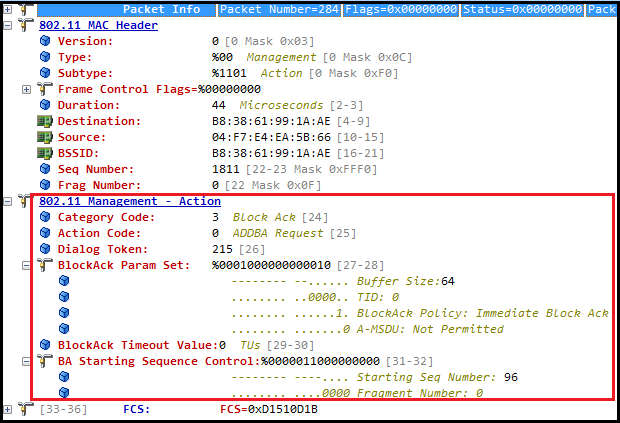 Packet Info |Packet Number=284|Flags=0x00000000|Status=0x00000000|Pack
802.11 MAC Header
Version: 0 [0 Mask 0x03]
Type: %00 Management [0 Mask 0x0C]
Subtype: %1101 Action [0 Mask 0xF0]
Frame Control Flags=%00000000
Duration: 44 Microseconds [2-3]
Destination: B8:38:61:99:1A:AE [4-9]
Source: 04:F7:E4:EA:5B:66 [10-15]
BSSID: B8:38:61:99:1A:AE [16-21]
Seq Number: 1811 [22-23 Mask 0xFFF0]
Frag Number: 0 [22 Mask 0x0F]
802.11 Management - Action
Category Code: 3 Block Ack [24]
Action Code: 0 ADDBA Request [25]
Dialog Token: 215 [26]
BlockAck Param Set: %0001000000000010 [27-28]
-------- --...... Buffer Size:64
........ ..0000.. TID: 0
........ ......1. BlockAck Policy: Immediate Block Ack
........ .......0 A-MSDU: Not Permitted
BlockAck Timeout Value:0 TUs [29-30]
BA Starting Sequence Control:%0000011000000000 [31-32]
-------- ----.... Starting Seq Number: 96
........ ....0000 Fragment Number: 0
[33-36] FCS: FCS=0xD1510D1B